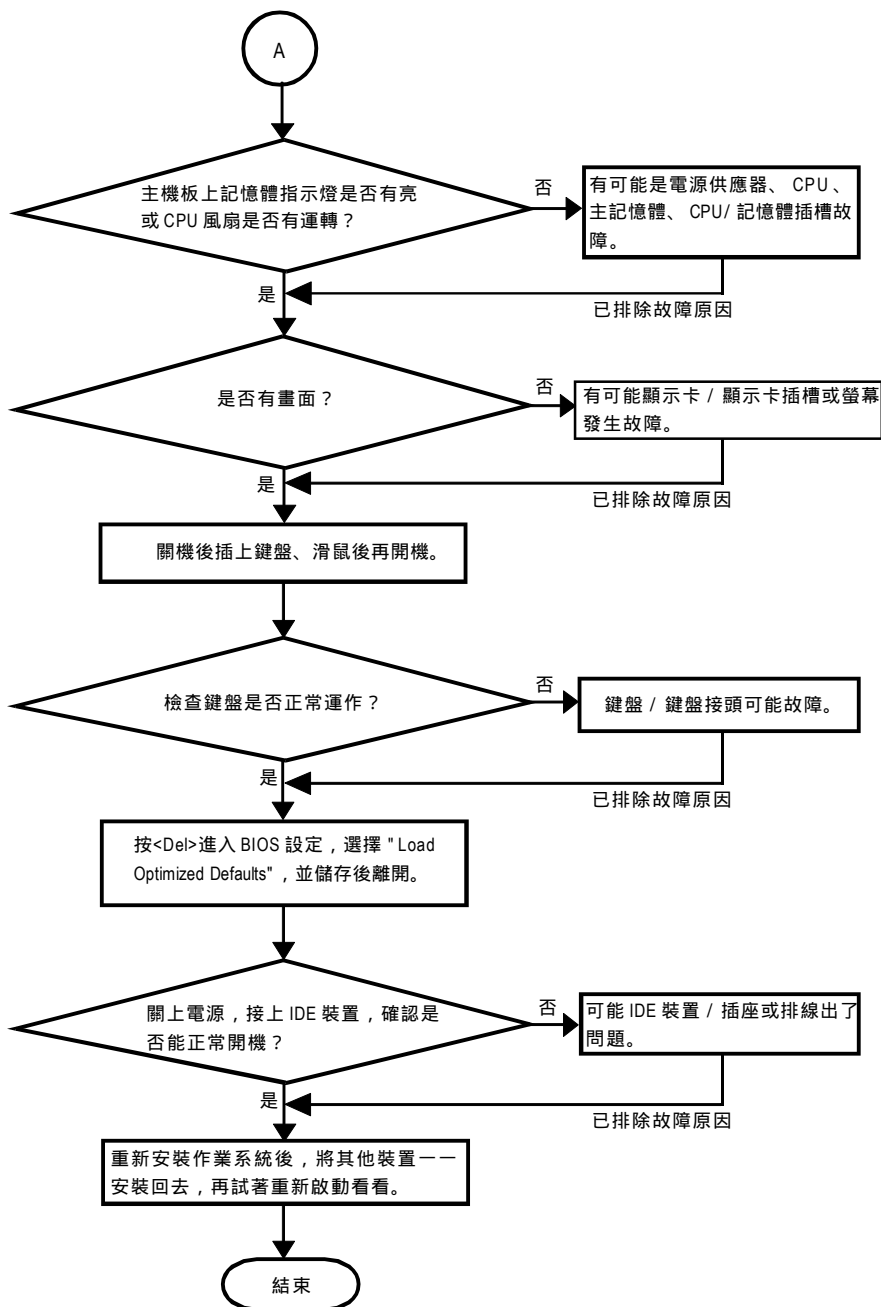 A
主機板上記憶體指示燈是否有亮
或 CPU 風扇是否有運轉？
否
有可能是電源供應器、 CPU 、
主記憶體、 CPU/ 記憶體插槽故
障。
是
已排除故障原因
是否有畫面？
否
有可能顯示卡 / 顯示卡插槽或螢幕
發生故障。
是
已排除故障原因
關機後插上鍵盤、滑鼠後再開機。
檢查鍵盤是否正常運作？
否
鍵盤 / 鍵盤接頭可能故障。
是
已排除故障原因
按<Del>進入 BIOS 設定，選擇 " Load
Optimized Defaults"，並儲存後離開。
關上電源，接上 IDE 裝置，確認是
否能正常開機？
否
可能 IDE 裝置 / 插座或排線出了
問題。
是
已排除故障原因
重新安裝作業系統後，將其他裝置一一
安裝回去，再試著重新啟動看看。
結束